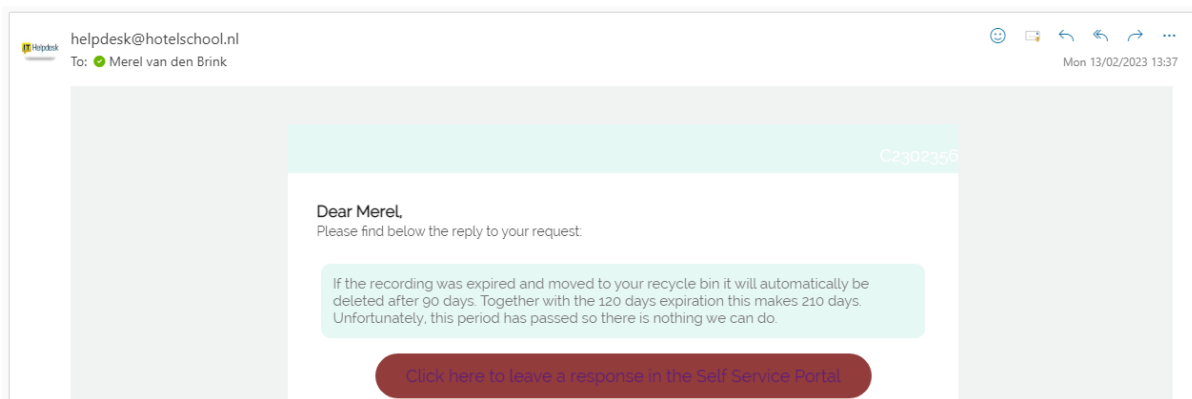 IT Helpdesk
helpdesk@hotelschool.nl
To: Merel van den Brink
Mon 13/02/2023 13:37
C2302356
Dear Merel,
Please find below the reply to your request:
If the recording was expired and moved to your recycle bin it will automatically be
deleted after 90 days. Together with the 120 days expiration this makes 210 days.
Unfortunately, this period has passed so there is nothing we can do.
Click here to leave a response in the Self Service Portal